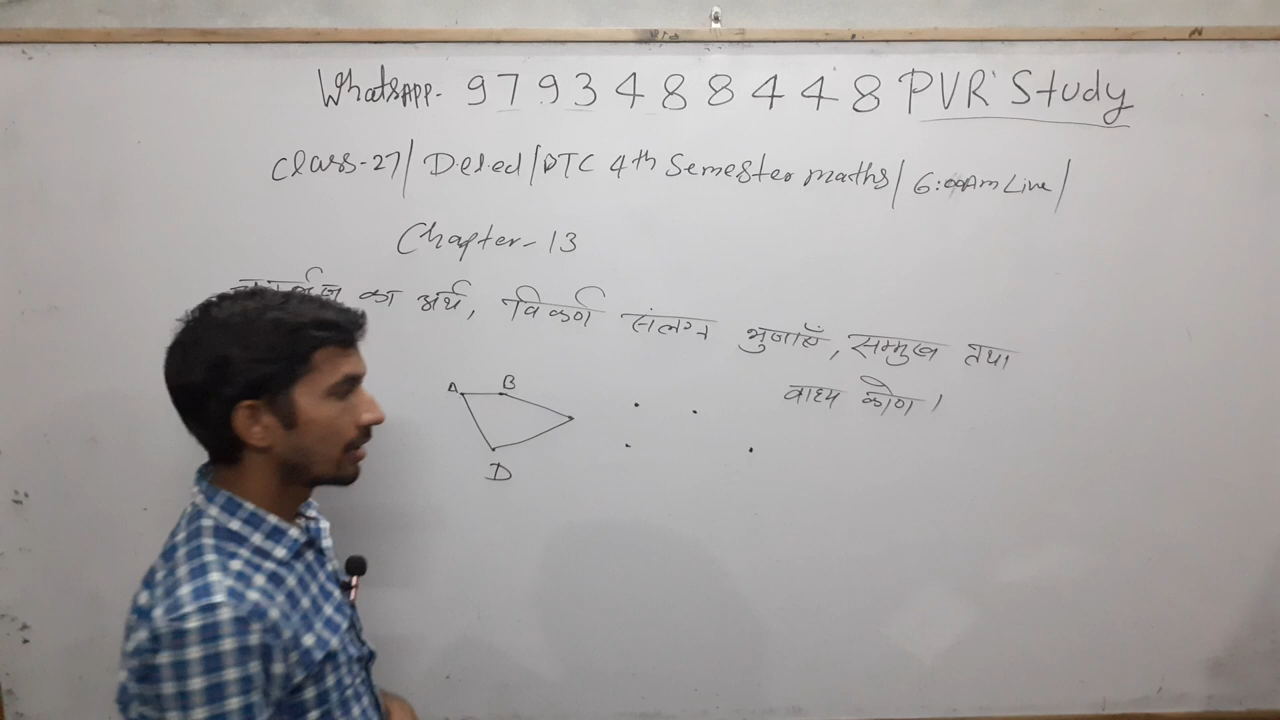 WhatsAPP. 9793488448 PVR Study
Class-27/ Del.ed/BTC 4th Semester maths/ 6:00Am Live/
Chapter-13
का अर्थ, विकर्ण संलग्न भुजाएँ, सम्मुख तथा
वाह्य कोण ।
A B
D